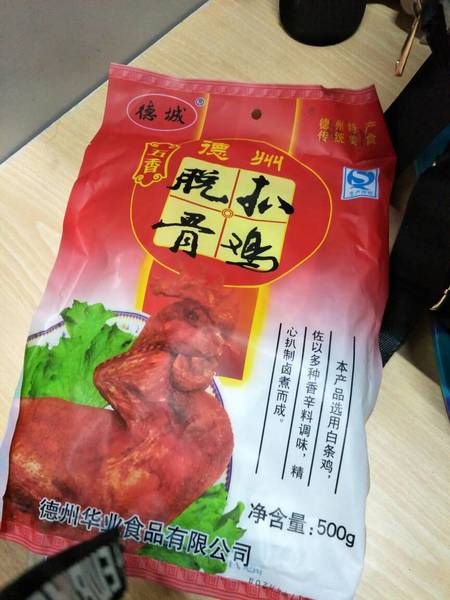 德城®
德州特产
传统美食
五香
德州
脱扒
骨鸡
本产品选用白条鸡，
佐以多种香辛料调味，精
心扒制卤煮而成。
净含量:500g
德州华业食品有限公司